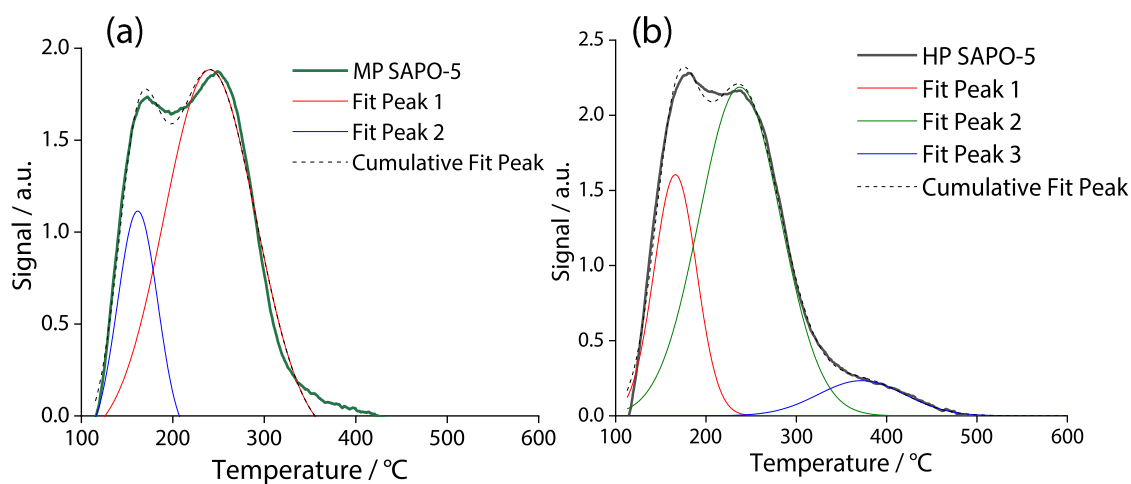 (a)
MP SAPO-5
Fit Peak 1
Fit Peak 2
Cumulative Fit Peak
2.0
1.5
1.0
0.5
0.0
Signal / a.u.
100 200 300 400 500 600
Temperature / °C
(b)
HP SAPO-5
Fit Peak 1
Fit Peak 2
Fit Peak 3
Cumulative Fit Peak
2.5
2.0
1.5
1.0
0.5
0.0
Signal / a.u.
100 200 300 400 500 600
Temperature / °C